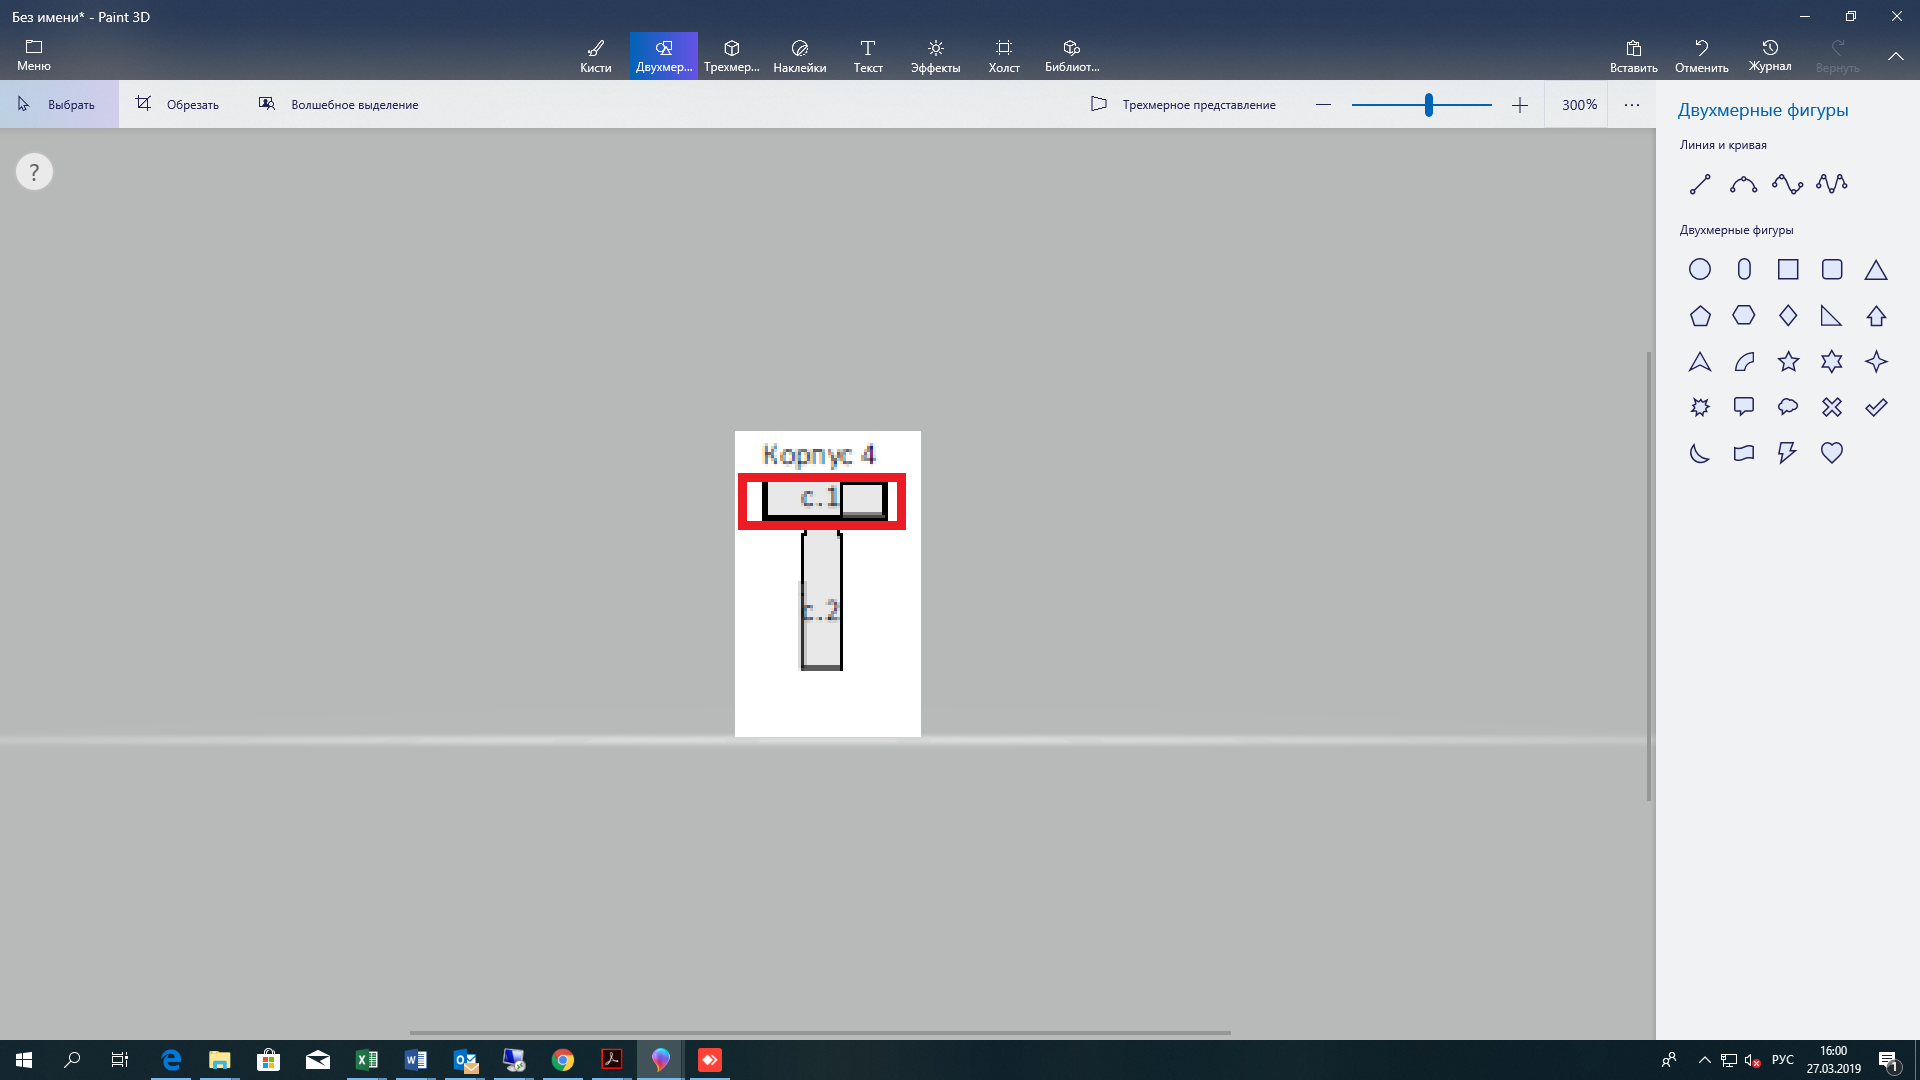 Без имени* - Paint 3D
Меню
Кисти
Двухмер...
Трехмер...
Наклейки
Текст
Эффекты
Холст
Библиот...
Вставить
Отменить
Журнал
Вернуть
Выбрать
Обрезать
Волшебное выделение
Трехмерное представление
300%
Двухмерные фигуры
Линия и кривая
Двухмерные фигуры
?
Корпус 4
с.1
с.2
РУС
16:00
27.03.2019
1